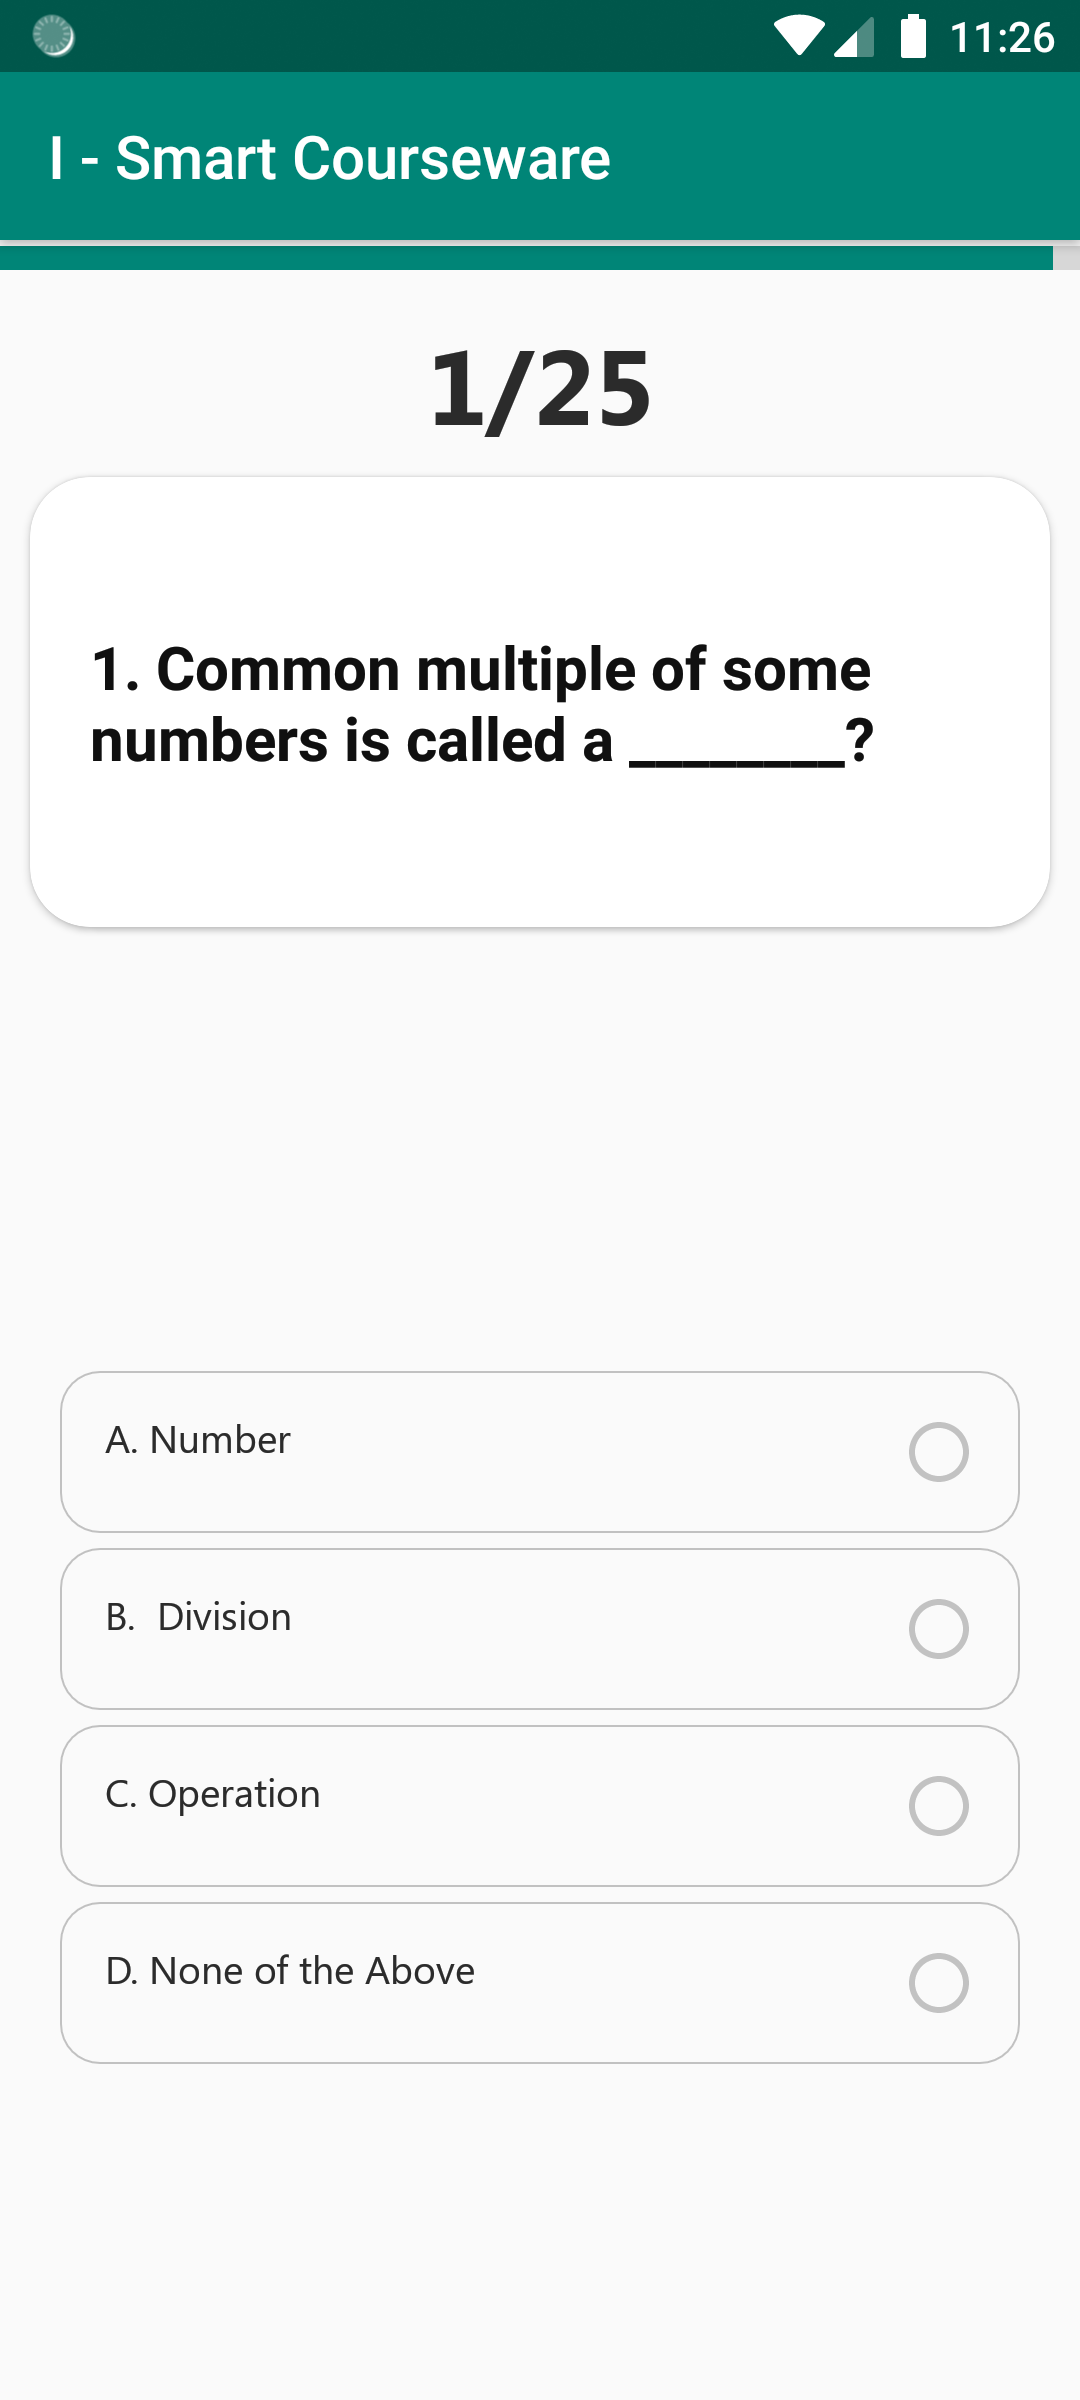 11:26
I - Smart Courseware
1/25
1. Common multiple of some
numbers is called a ________?
A. Number
B.  Division
C. Operation
D. None of the Above